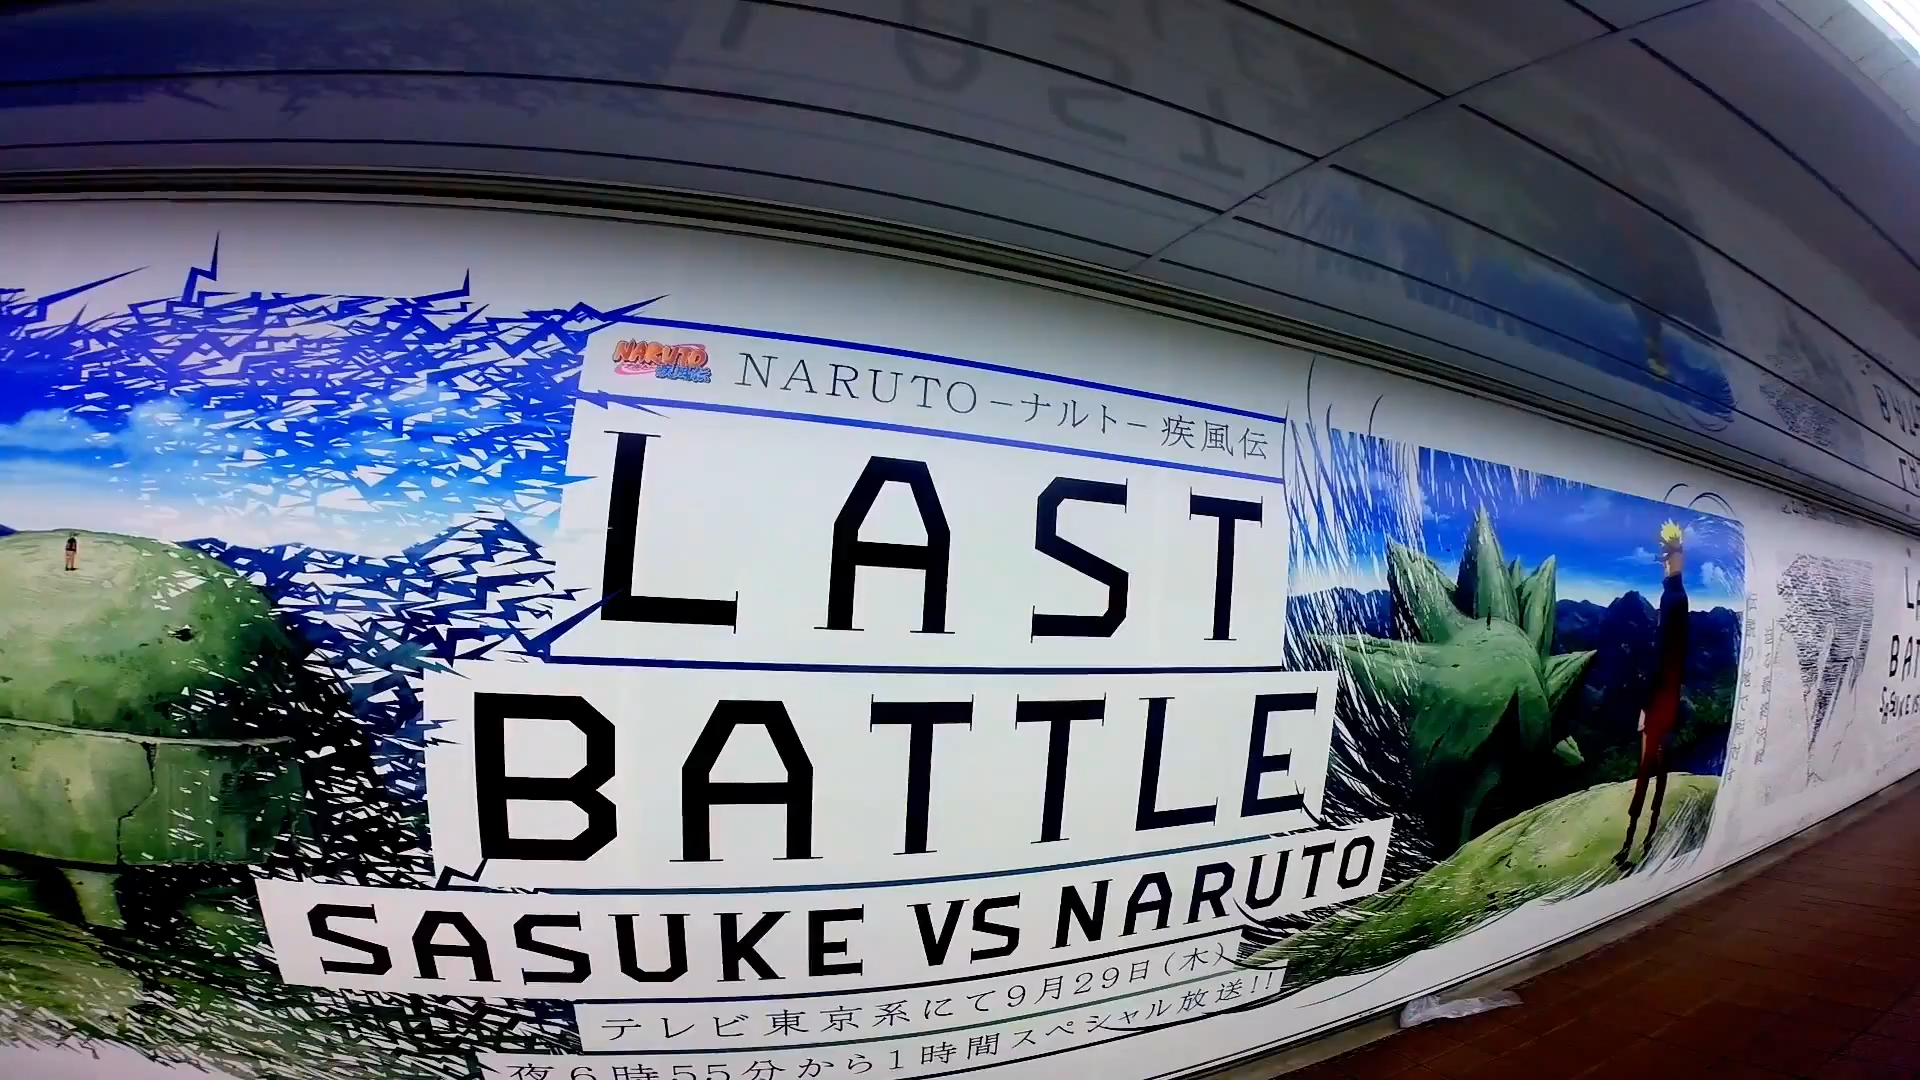 NARUTO
疾風伝
NARUTO-ナルト-疾風伝
LAST
BATTLE
SASUKE VS NARUTO
テレビ東京系にて9月29日(木)
夜6時55分から1時間スペシャル放送!!